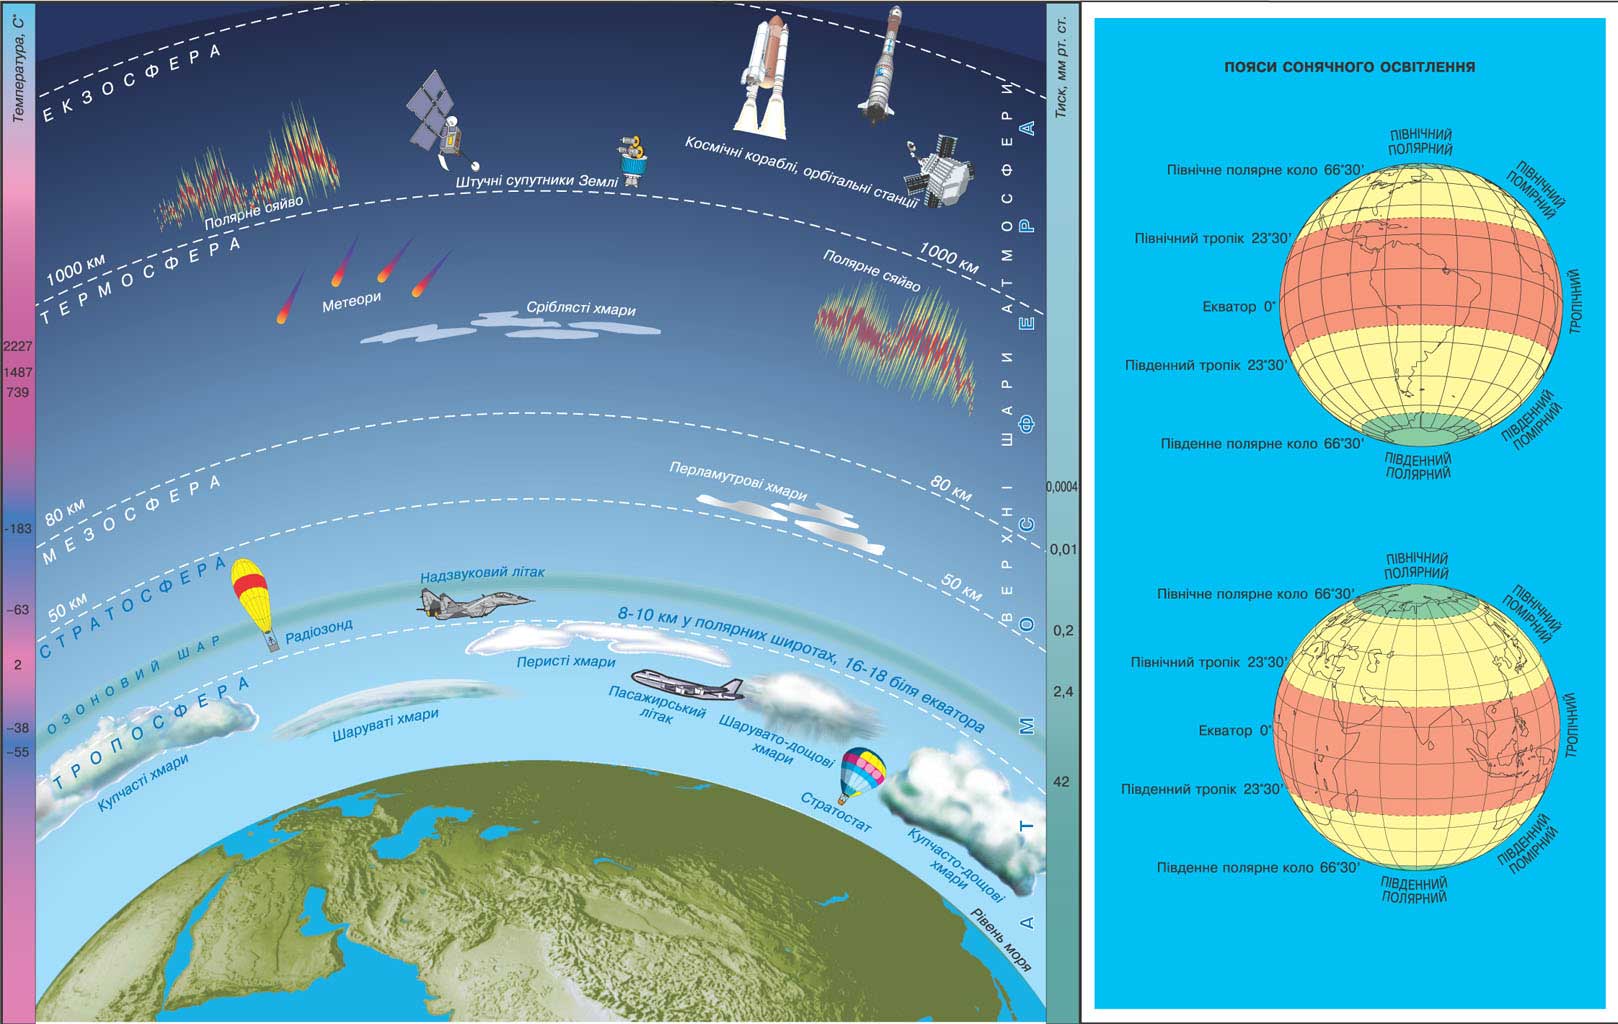 Температура, С°
2227
1487
739
-183
–63
2
–38
–55
ЕКЗОСФЕРА
Полярне сяйво
Штучні супутники Землі
Космічні кораблі, орбітальні станції
1000 км
1000 км
ТЕРМОСФЕРА
Метеори
Сріблясті хмари
Полярне сяйво
80 км
80 км
МЕЗОСФЕРА
Перламутрові хмари
50 км
50 км
СТРАТОСФЕРА
Надзвуковий літак
Радіозонд
ОЗОНОВИЙ ШАР
8-10 км у полярних широтах, 16-18 біля екватора
ТРОПОСФЕРА
Перисті хмари
Пасажирський
літак
Шаруваті хмари
Шарувато-дощові
хмари
Купчасті хмари
Стратостат
Купчасто-дощові
хмари
Рівень моря
ВЕРХНІ ШАРИ АТМОСФЕРИ
АТМОСФЕРА
Тиск, мм рт. ст.
0,0004
0,01
0,2
2,4
42
ПОЯСИ СОНЯЧНОГО ОСВІТЛЕННЯ
ПІВНІЧНИЙ
ПОЛЯРНИЙ
Північне полярне коло 66°30'
ПІВНІЧНИЙ
ПОМІРНИЙ
Північний тропік 23°30'
ТРОПІЧНИЙ
Екватор 0°
Південний тропік 23°30'
ПІВДЕННИЙ
ПОМІРНИЙ
Південне полярне коло 66°30'
ПІВДЕННИЙ
ПОЛЯРНИЙ
ПІВНІЧНИЙ
ПОЛЯРНИЙ
Північне полярне коло 66°30'
ПІВНІЧНИЙ
ПОМІРНИЙ
Північний тропік 23°30'
ТРОПІЧНИЙ
Екватор 0°
Південний тропік 23°30'
ПІВДЕННИЙ
ПОМІРНИЙ
Південне полярне коло 66°30'
ПІВДЕННИЙ
ПОЛЯРНИЙ